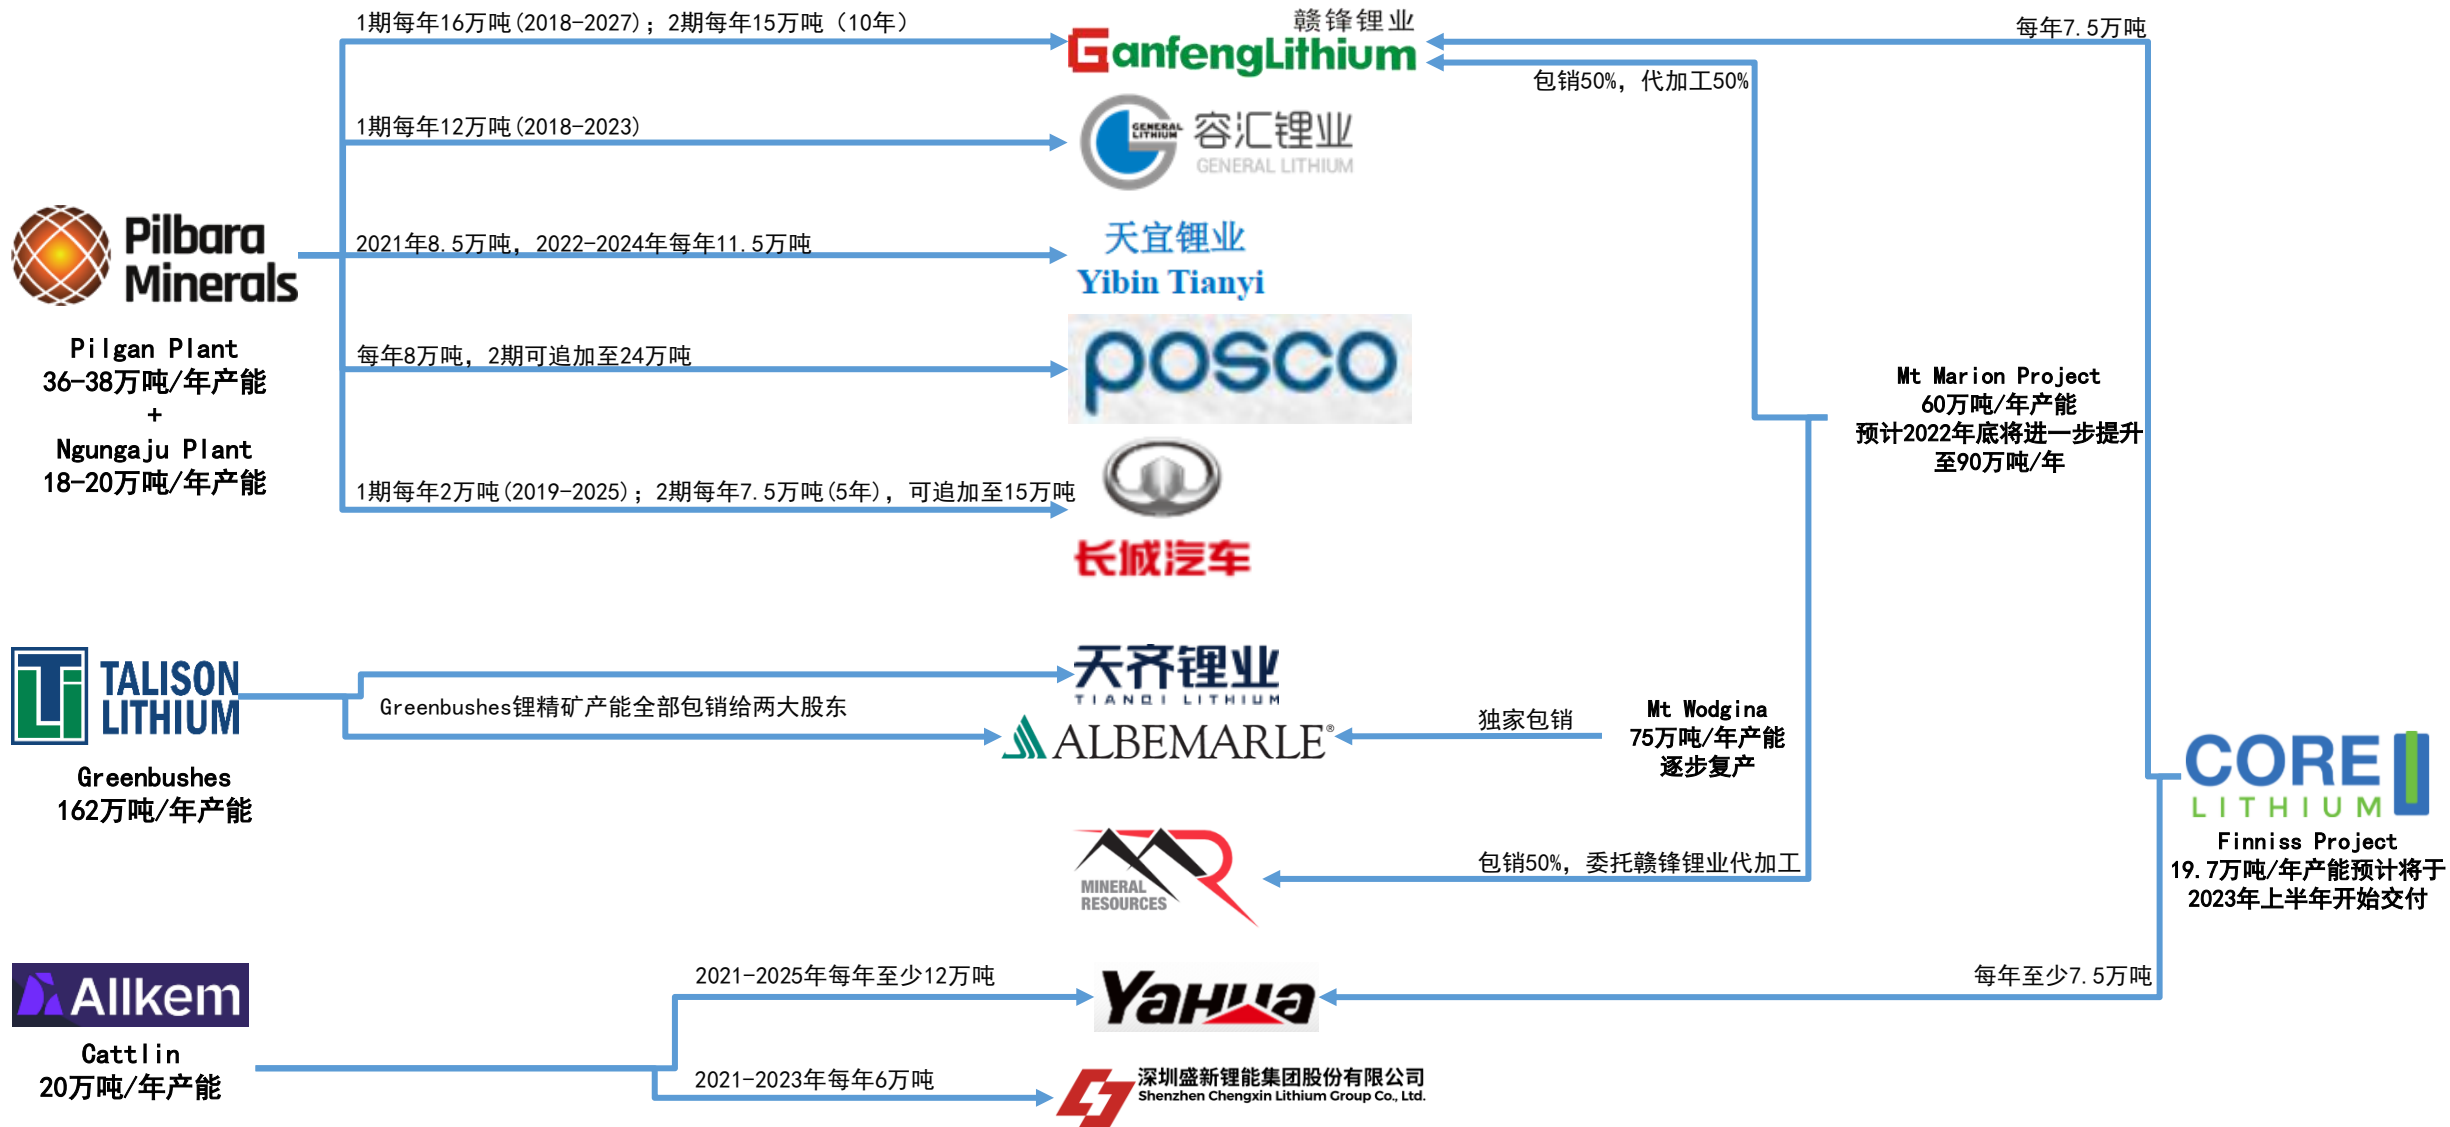 1期每年16万吨(2018-2027)；2期每年15万吨（10年）
赣锋锂业
GanfengLithium
每年7.5万吨
包销50%，代加工50%
1期每年12万吨(2018-2023)
GENERAL
LITHIUM
容汇锂业
GENERAL LITHIUM
Pilbara
Minerals
2021年8.5万吨，2022-2024年每年11.5万吨
天宜锂业
Yibin Tianyi
Pilgan Plant
36-38万吨/年产能
+
Ngungaju Plant
18-20万吨/年产能
每年8万吨，2期可追加至24万吨
posco
Mt Marion Project
60万吨/年产能
预计2022年底将进一步提升
至90万吨/年
1期每年2万吨(2019-2025)；2期每年7.5万吨(5年)，可追加至15万吨
长城汽车
TALISON
LITHIUM
Greenbushes
162万吨/年产能
天齐锂业
TIANQI LITHIUM
Greenbushes锂精矿产能全部包销给两大股东
ALBEMARLE®
独家包销
Mt Wodgina
75万吨/年产能
逐步复产
CORE
LITHIUM
Finniss Project
19.7万吨/年产能预计将于
2023年上半年开始交付
MINERAL
RESOURCES
包销50%，委托赣锋锂业代加工
Allkem
Cattlin
20万吨/年产能
2021-2025年每年至少12万吨
YAHUA
每年至少7.5万吨
2021-2023年每年6万吨
深圳盛新锂能集团股份有限公司
Shenzhen Chengxin Lithium Group Co., Ltd.